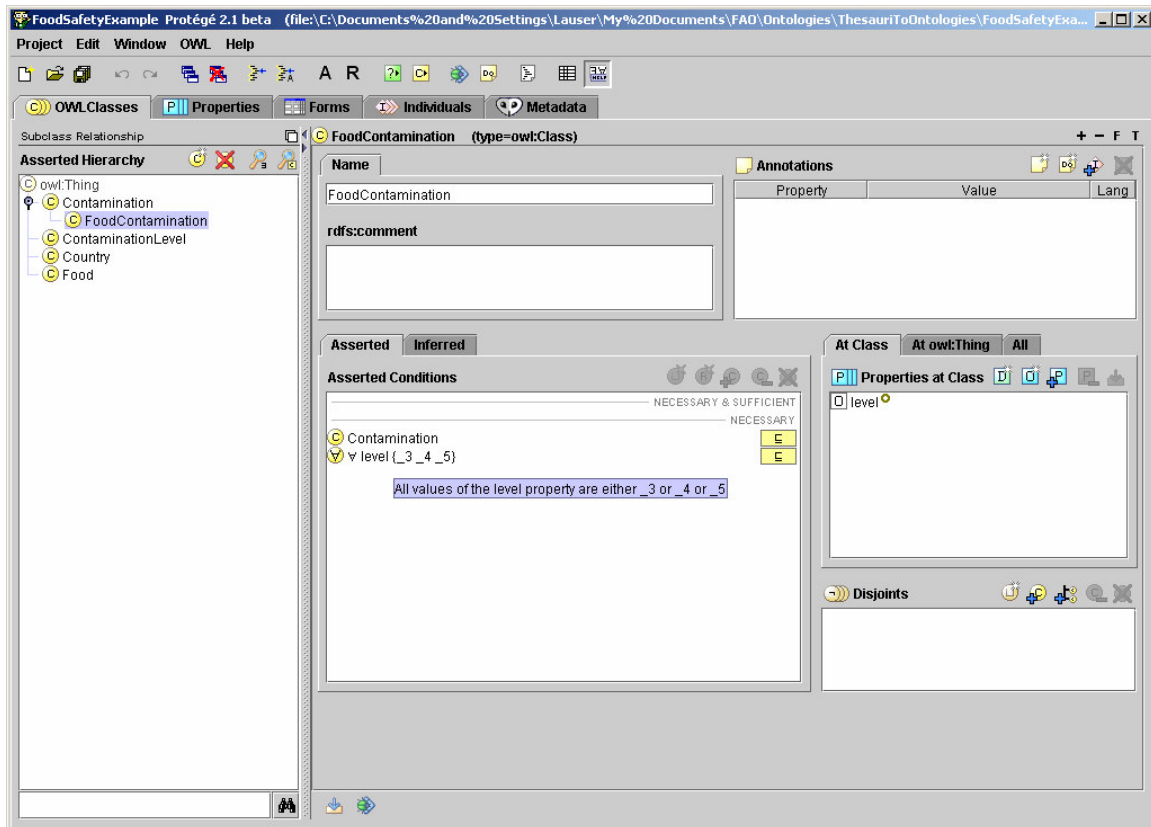 FoodSafetyExample Protégé 2.1 beta (file:\C:\Documents%20and%20Settings\Lauser\My%20Documents\FAO\Ontologies\ThesauriToOntologies\FoodSafetyExa...
Project Edit Window OWL Help
A R
OWLClasses Properties Forms Individuals Metadata
Subclass Relationship
FoodContamination (type=owl:Class)
+ − F T
Asserted Hierarchy
owl:Thing
Contamination
FoodContamination
ContaminationLevel
Country
Food
Name
FoodContamination
rdfs:comment
Annotations
Property Value Lang
Asserted Inferred
Asserted Conditions
NECESSARY & SUFFICIENT
NECESSARY
Contamination ⊑
∀ level {_3 _4 _5} ⊑
All values of the level property are either _3 or _4 or _5
At Class At owl:Thing All
Properties at Class
O level
Disjoints